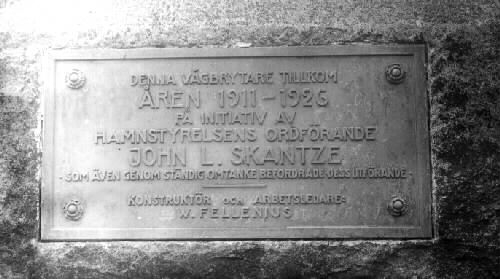 DENNA VÅGBRYTARE TILLKOM
ÅREN 1911-1926
PÅ INITIATIV AV
HAMNSTYRELSENS ORDFÖRANDE
JOHN L. SKANTZE
- SOM ÄVEN GENOM STÄNDIG OMTANKE BEFORDRADE DESS UTFÖRANDE -
KONSTRUKTÖR OCH ARBETSLEDARE:
W. FELLENIUS